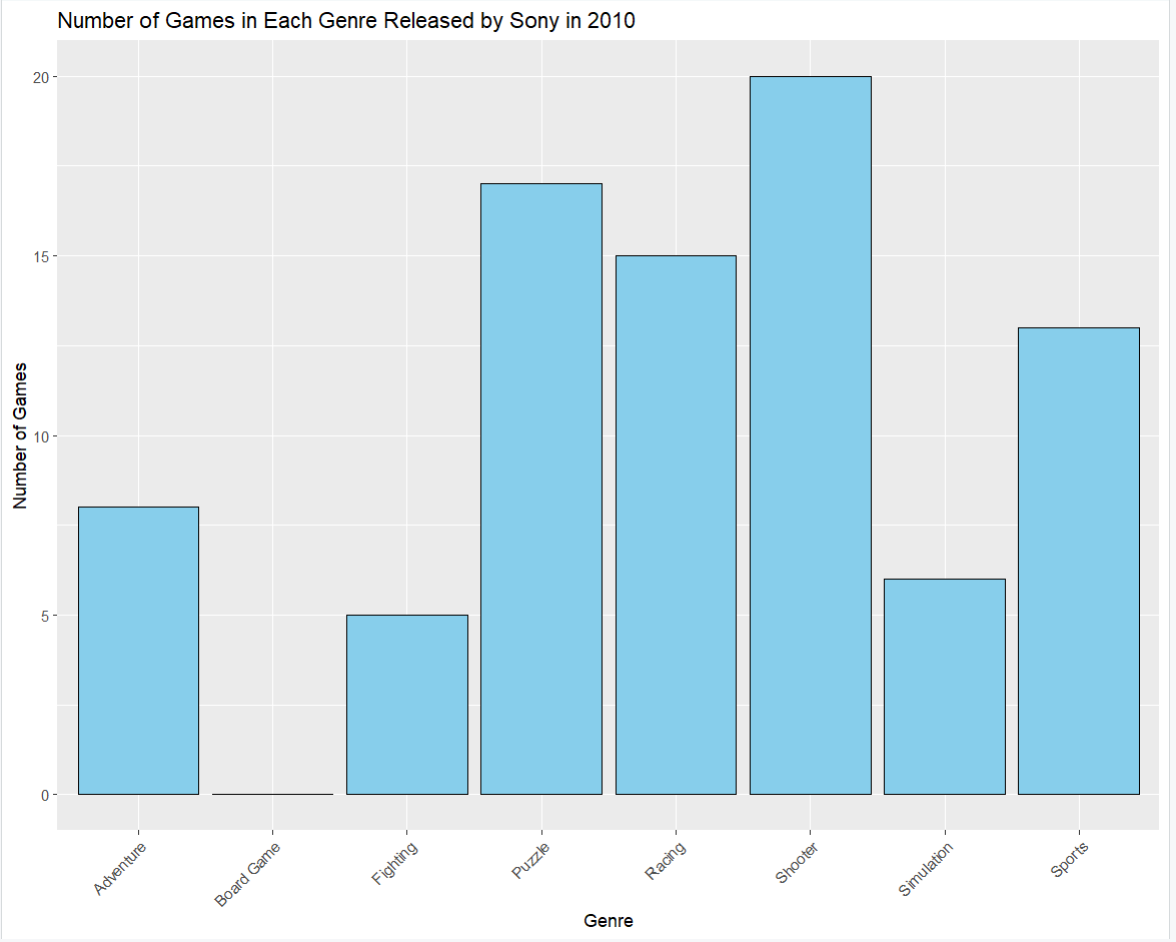 Number of Games in Each Genre Released by Sony in 2010
Number of Games
20
15
10
5
0
Adventure
Board Game
Fighting
Puzzle
Racing
Shooter
Simulation
Sports
Genre